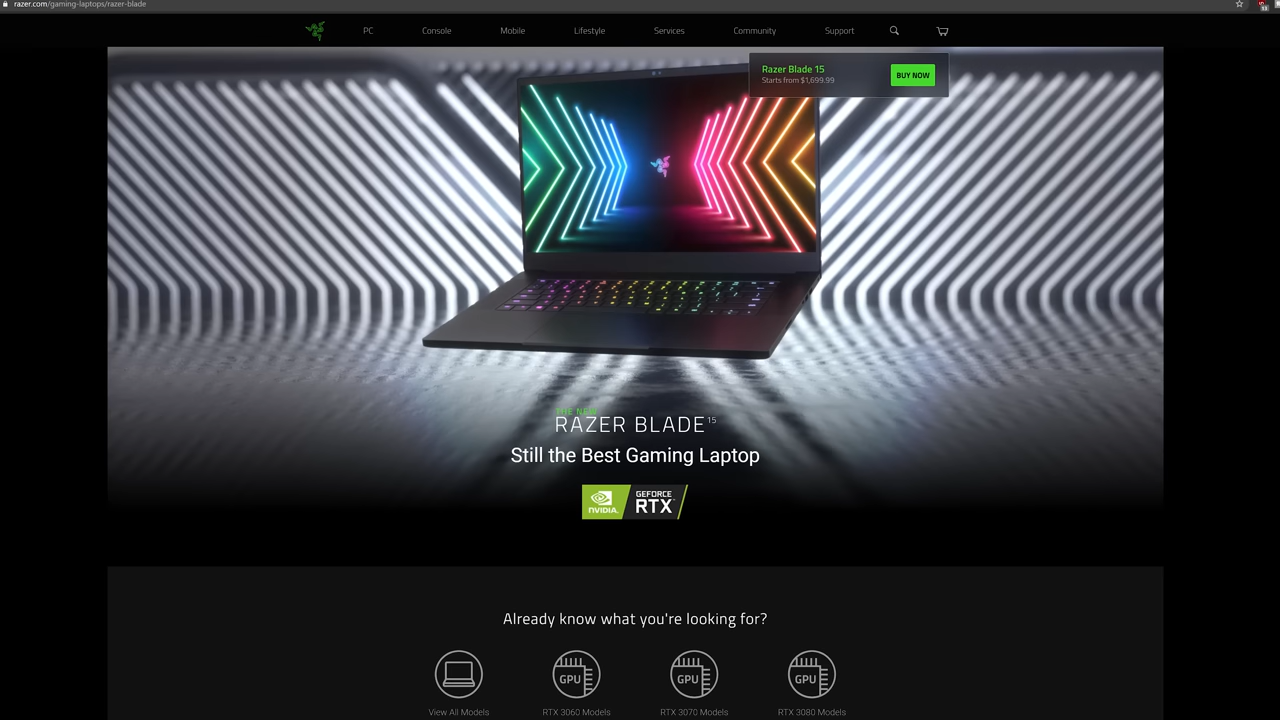 razer.com/gaming-laptops/razer-blade
PC Console Mobile Lifestyle Services Community Support
Razer Blade 15
Starts from $1,699.99
BUY NOW
THE NEW
RAZER BLADE 15
Still the Best Gaming Laptop
NVIDIA. GEFORCE RTX
Already know what you're looking for?
GPU GPU GPU
View All Models RTX 3060 Models RTX 3070 Models RTX 3080 Models